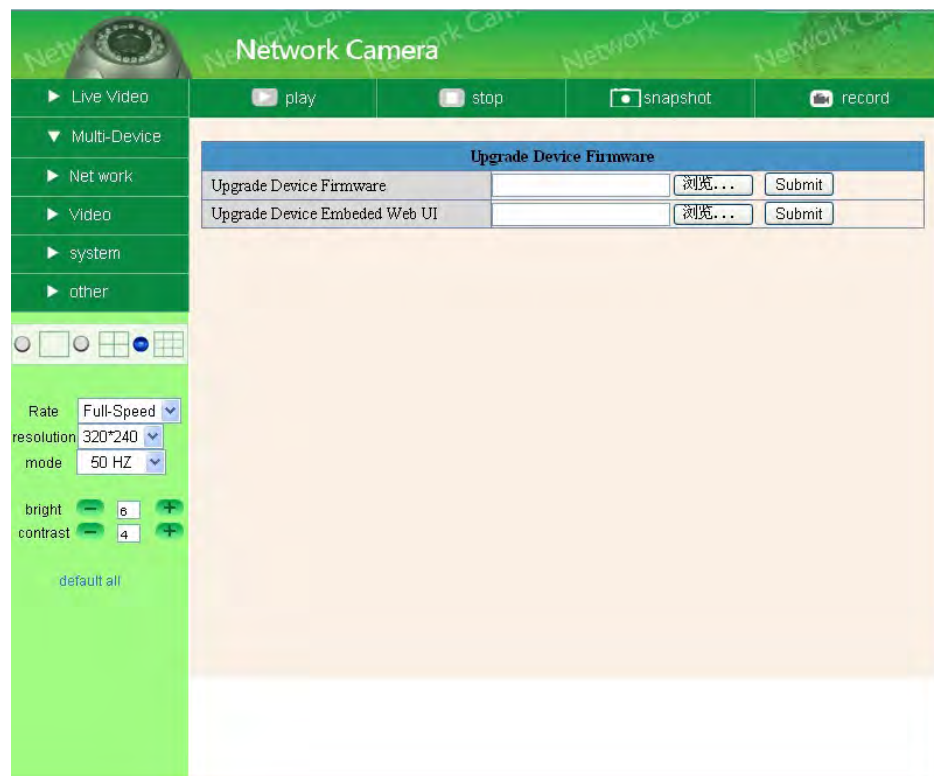 Network Camera
Live Video
play
stop
snapshot
record
Multi-Device
Net work
Video
system
other
Upgrade Device Firmware
Upgrade Device Firmware 浏览... Submit
Upgrade Device Embeded Web UI 浏览... Submit
Rate Full-Speed
resolution 320*240
mode 50 HZ
bright 6
contrast 4
default all